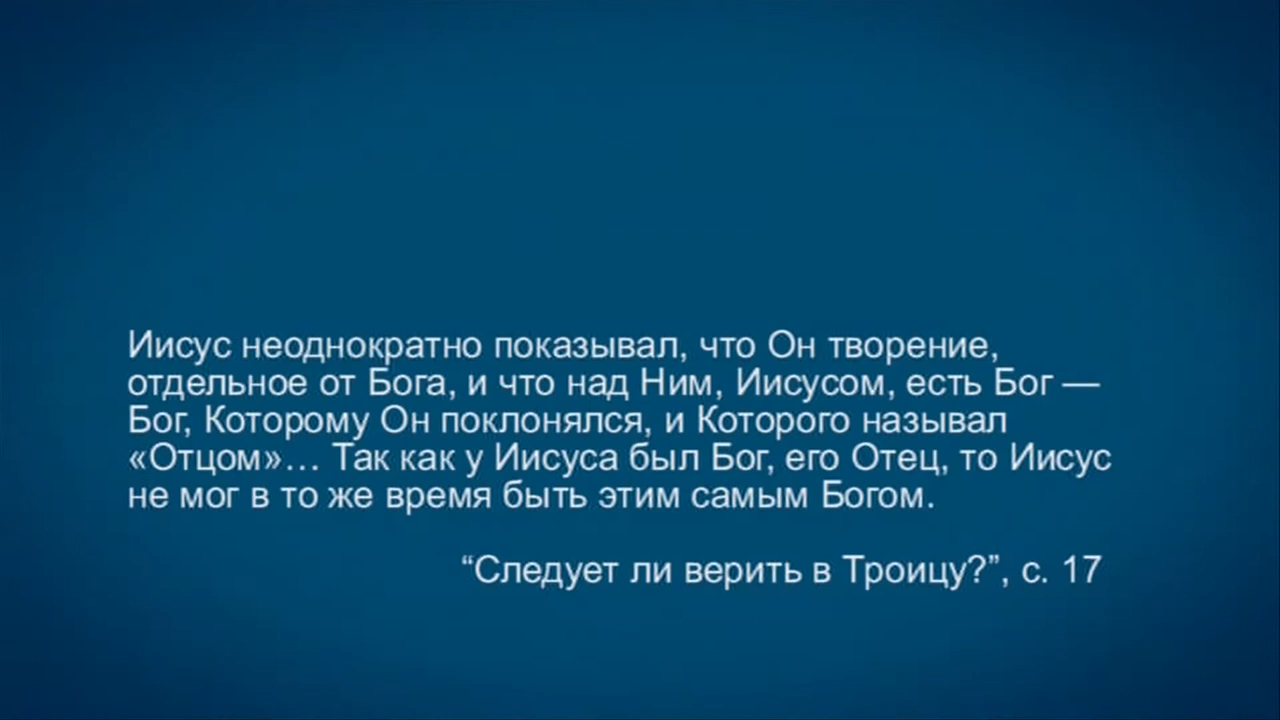 Иисус неоднократно показывал, что Он творение,
отдельное от Бога, и что над Ним, Иисусом, есть Бог —
Бог, Которому Он поклонялся, и Которого называл
«Отцом»… Так как у Иисуса был Бог, его Отец, то Иисус
не мог в то же время быть этим самым Богом.
“Следует ли верить в Троицу?”, с. 17